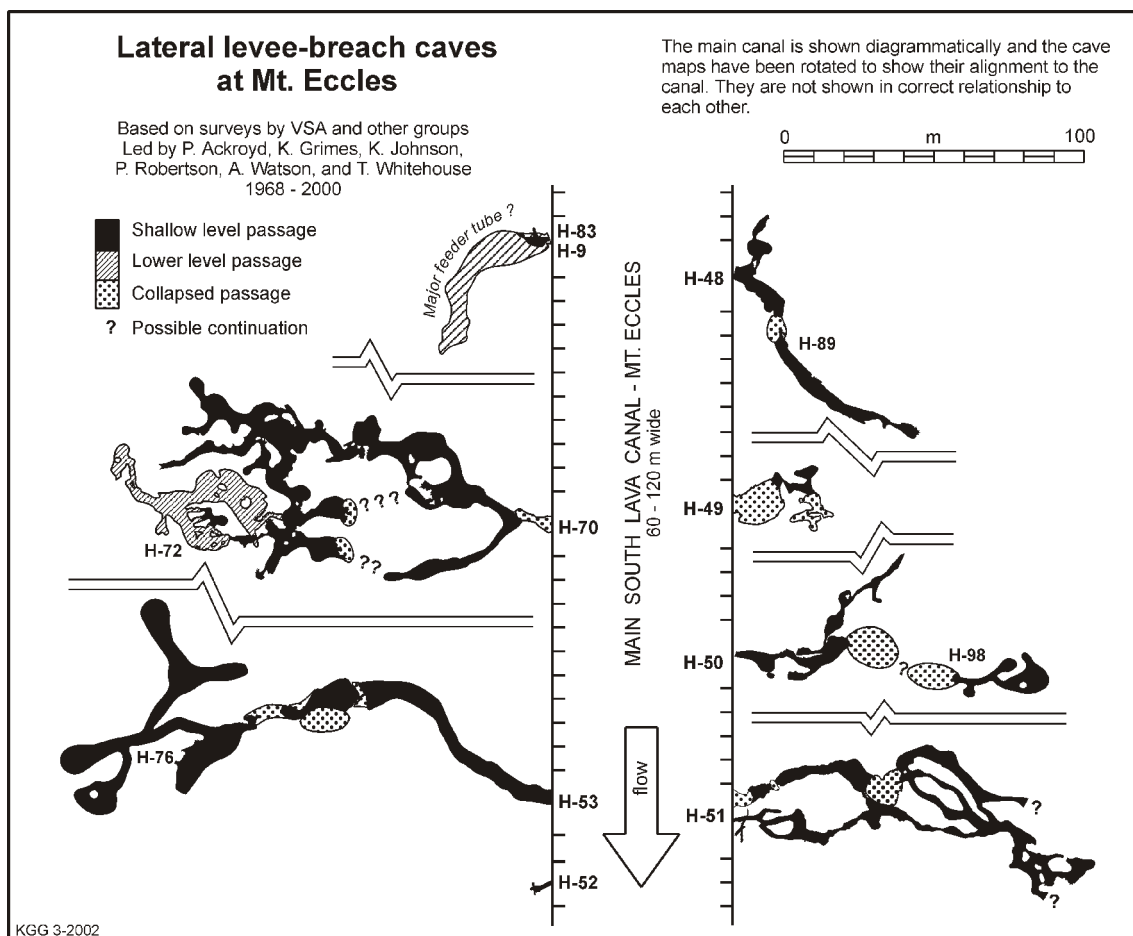 Lateral levee-breach caves
at Mt. Eccles
Based on surveys by VSA and other groups
Led by P. Ackroyd, K. Grimes, K. Johnson,
P. Robertson, A. Watson, and T. Whitehouse
1968 - 2000
The main canal is shown diagrammatically and the cave
maps have been rotated to show their alignment to the
canal. They are not shown in correct relationship to
each other.
0 m 100
Shallow level passage
Lower level passage
Collapsed passage
? Possible continuation
Major feeder tube ?
H-83
H-9
H-48
H-89
? ? ?
H-70
H-72
??
H-49
MAIN SOUTH LAVA CANAL - MT. ECCLES
60 - 120 m wide
H-50
?
H-98
H-76
H-53
flow
H-51
?
?
H-52
KGG 3-2002